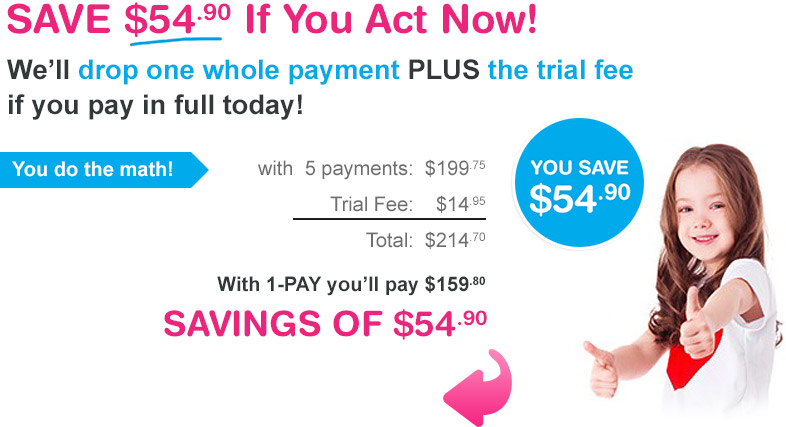 SAVE $54.90 If You Act Now!
We'll drop one whole payment PLUS the trial fee
if you pay in full today!
You do the math!
with 5 payments: $199.75
Trial Fee: $14.95
Total: $214.70
With 1-PAY you'll pay $159.80
SAVINGS OF $54.90
YOU SAVE
$54.90